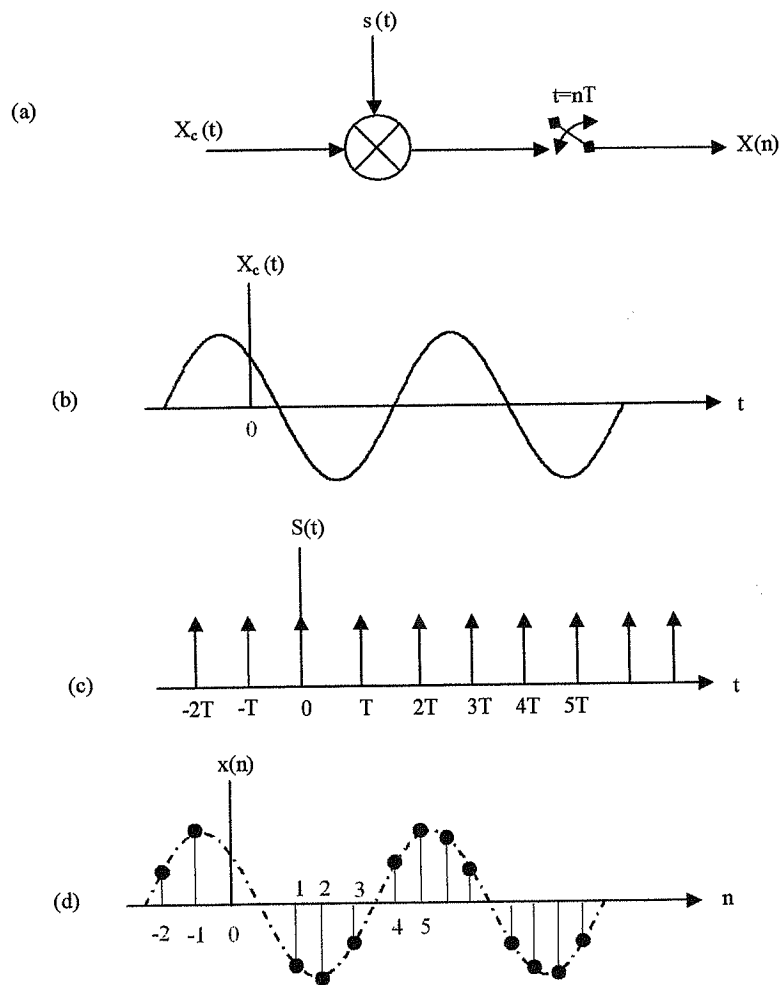 s (t)
(a)
t=nT
X_c (t)
X(n)
X_c (t)
(b)
t
0
S(t)
(c)
t
-2T -T 0 T 2T 3T 4T 5T
x(n)
1 2 3
(d)
n
-2 -1 0 4 5